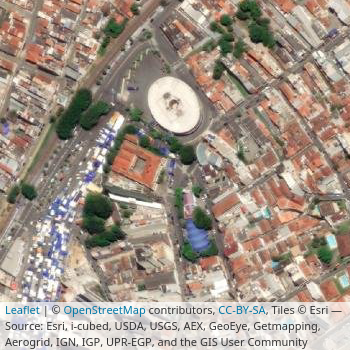 Leaflet | © OpenStreetMap contributors, CC-BY-SA, Tiles © Esri —
Source: Esri, i-cubed, USDA, USGS, AEX, GeoEye, Getmapping,
Aerogrid, IGN, IGP, UPR-EGP, and the GIS User Community